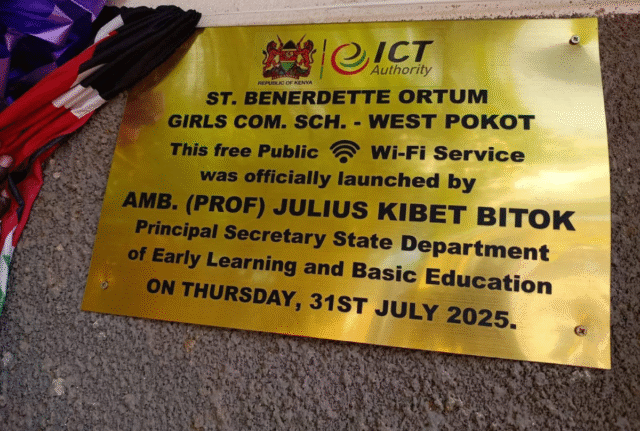 REPUBLIC OF KENYA
ICT
Authority
ST. BENERDETTE ORTUM
GIRLS COM. SCH. - WEST POKOT
This free Public Wi-Fi Service
was officially launched by
AMB. (PROF) JULIUS KIBET BITOK
Principal Secretary State Department
of Early Learning and Basic Education
ON THURSDAY, 31ST JULY 2025.